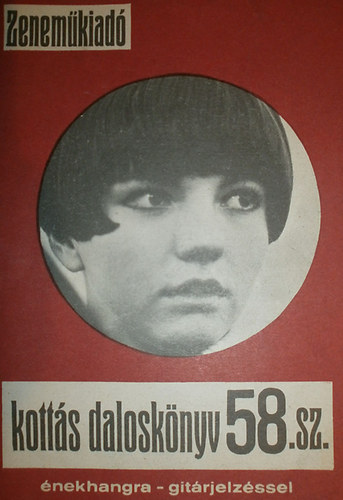 Zeneműkiadó
kottás daloskönyv 58.sz.
énekhangra - gitárjelzéssel